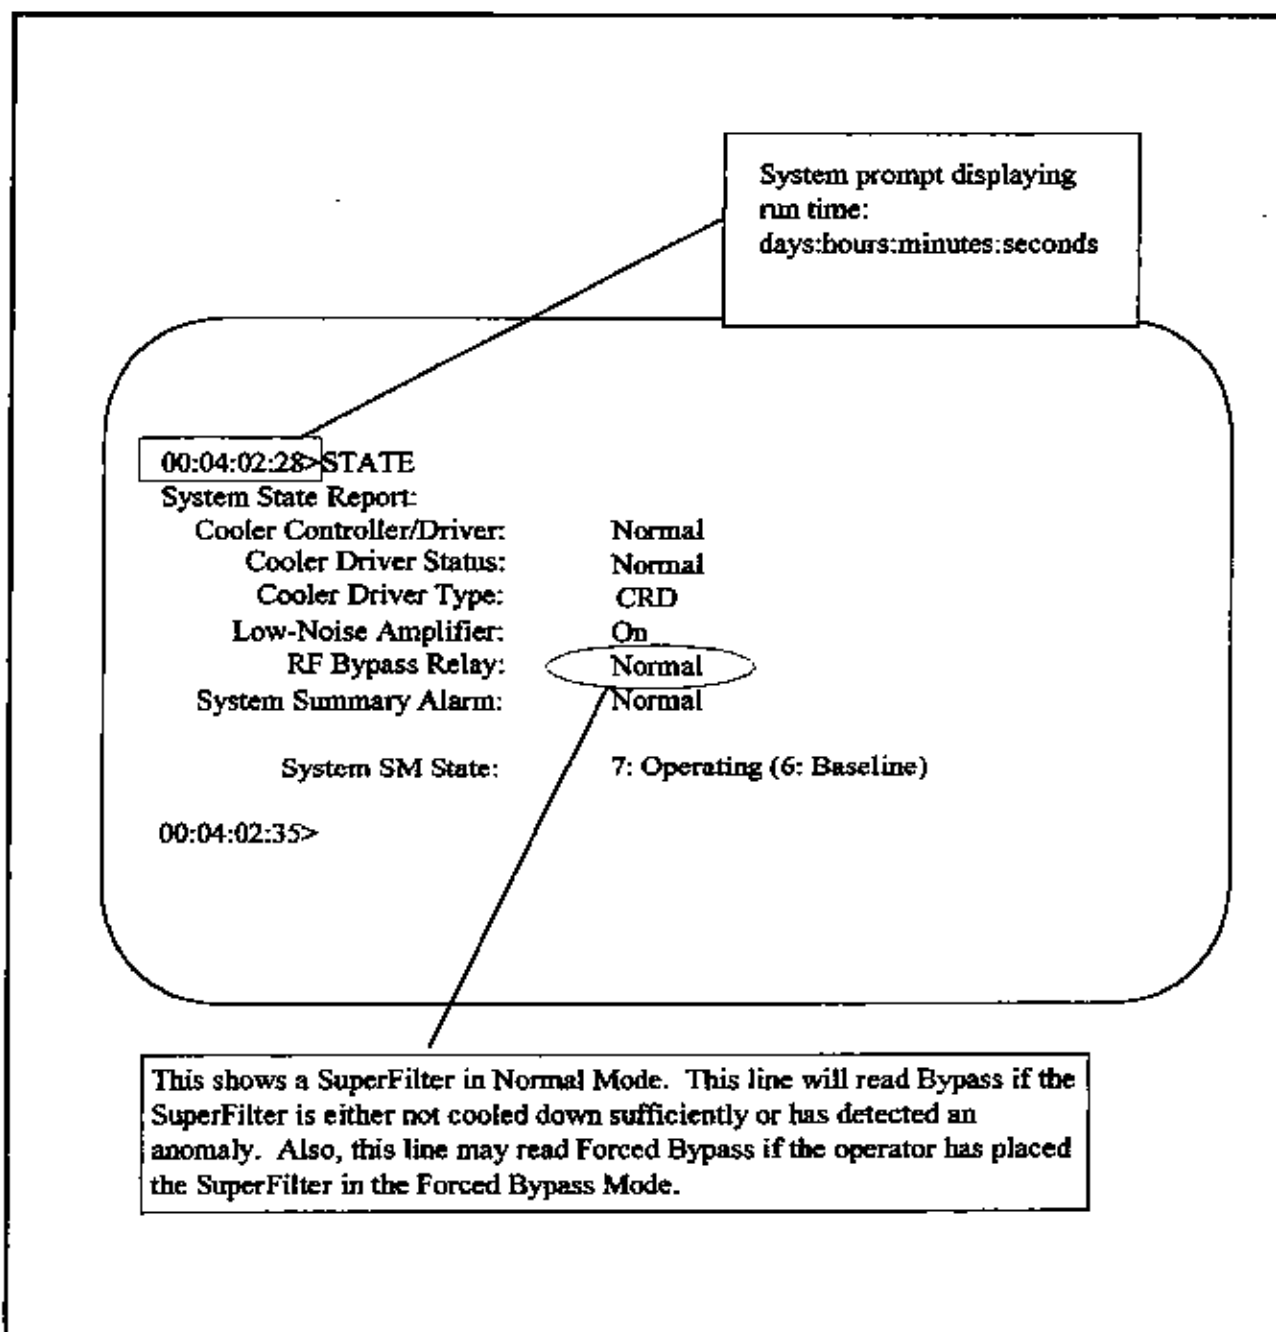 System prompt displaying
run time:
days:hours:minutes:seconds
00:04:02:28>STATE
System State Report:
Cooler Controller/Driver: Normal
Cooler Driver Status: Normal
Cooler Driver Type: CRD
Low-Noise Amplifier: On
RF Bypass Relay: Normal
System Summary Alarm: Normal
System SM State: 7: Operating (6: Baseline)
00:04:02:35>
This shows a SuperFilter in Normal Mode. This line will read Bypass if the
SuperFilter is either not cooled down sufficiently or has detected an
anomaly. Also, this line may read Forced Bypass if the operator has placed
the SuperFilter in the Forced Bypass Mode.